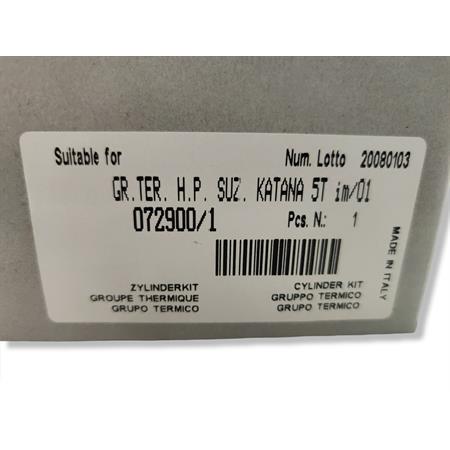 Suitable for Num. Lotto 20080103
GR.TER. H.P. SUZ. KATANA 5T im/01
072900/1 Pcs. N.: 1
ZYLINDERKIT CYLINDER KIT
GROUPE THERMIQUE GRUPPO TERMICO
GRUPO TERMICO GRUPO TERMICO
MADE IN ITALY